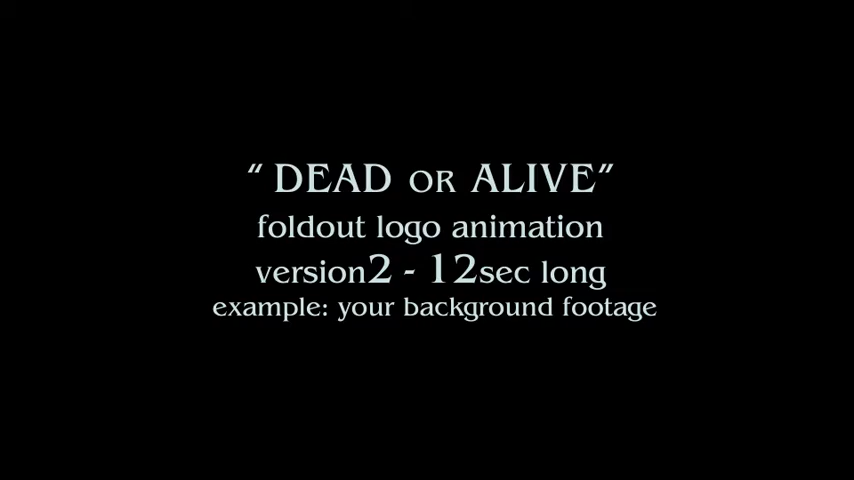 “ DEAD OR ALIVE”
foldout logo animation
version2 - 12sec long
example: your background footage